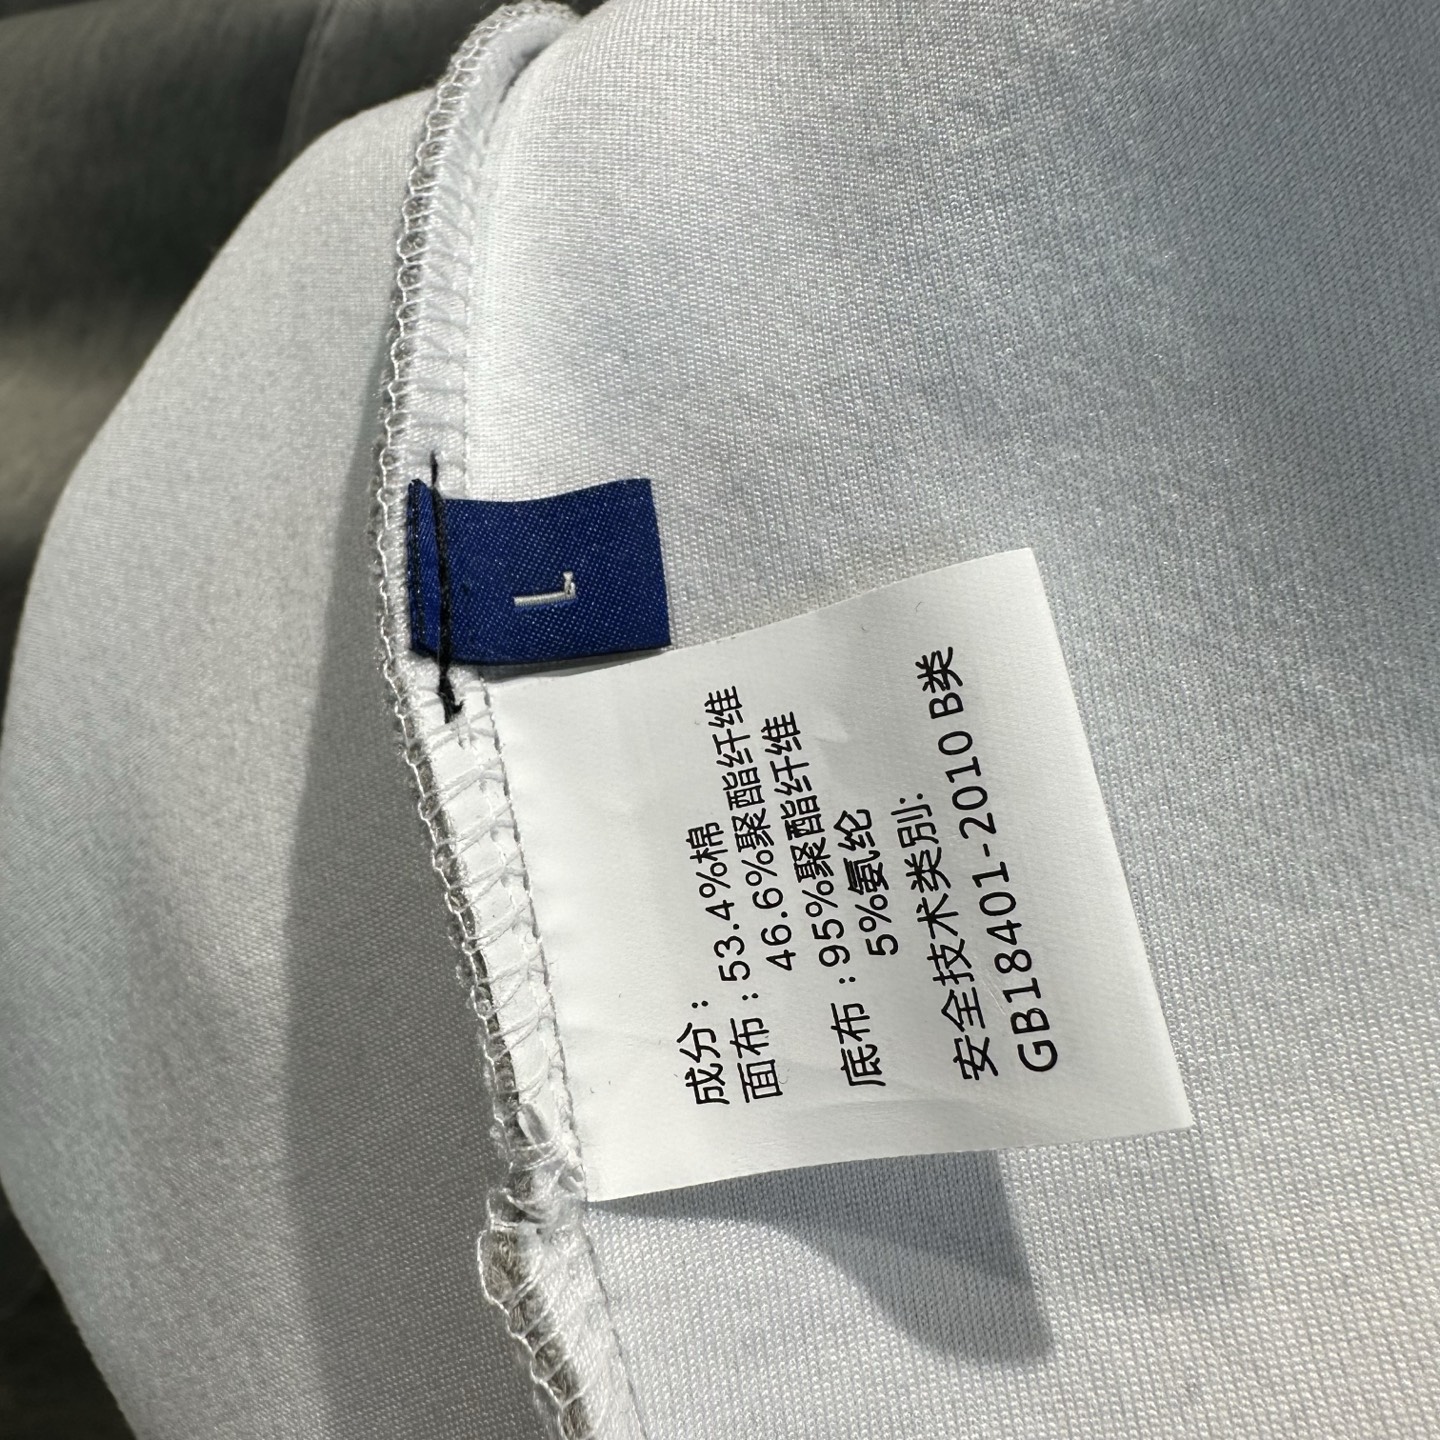 L
成分：
面布：53.4%棉
46.6%聚酯纤维
底布：95%聚酯纤维
5%氨纶
安全技术类別:
GB18401-2010 B类